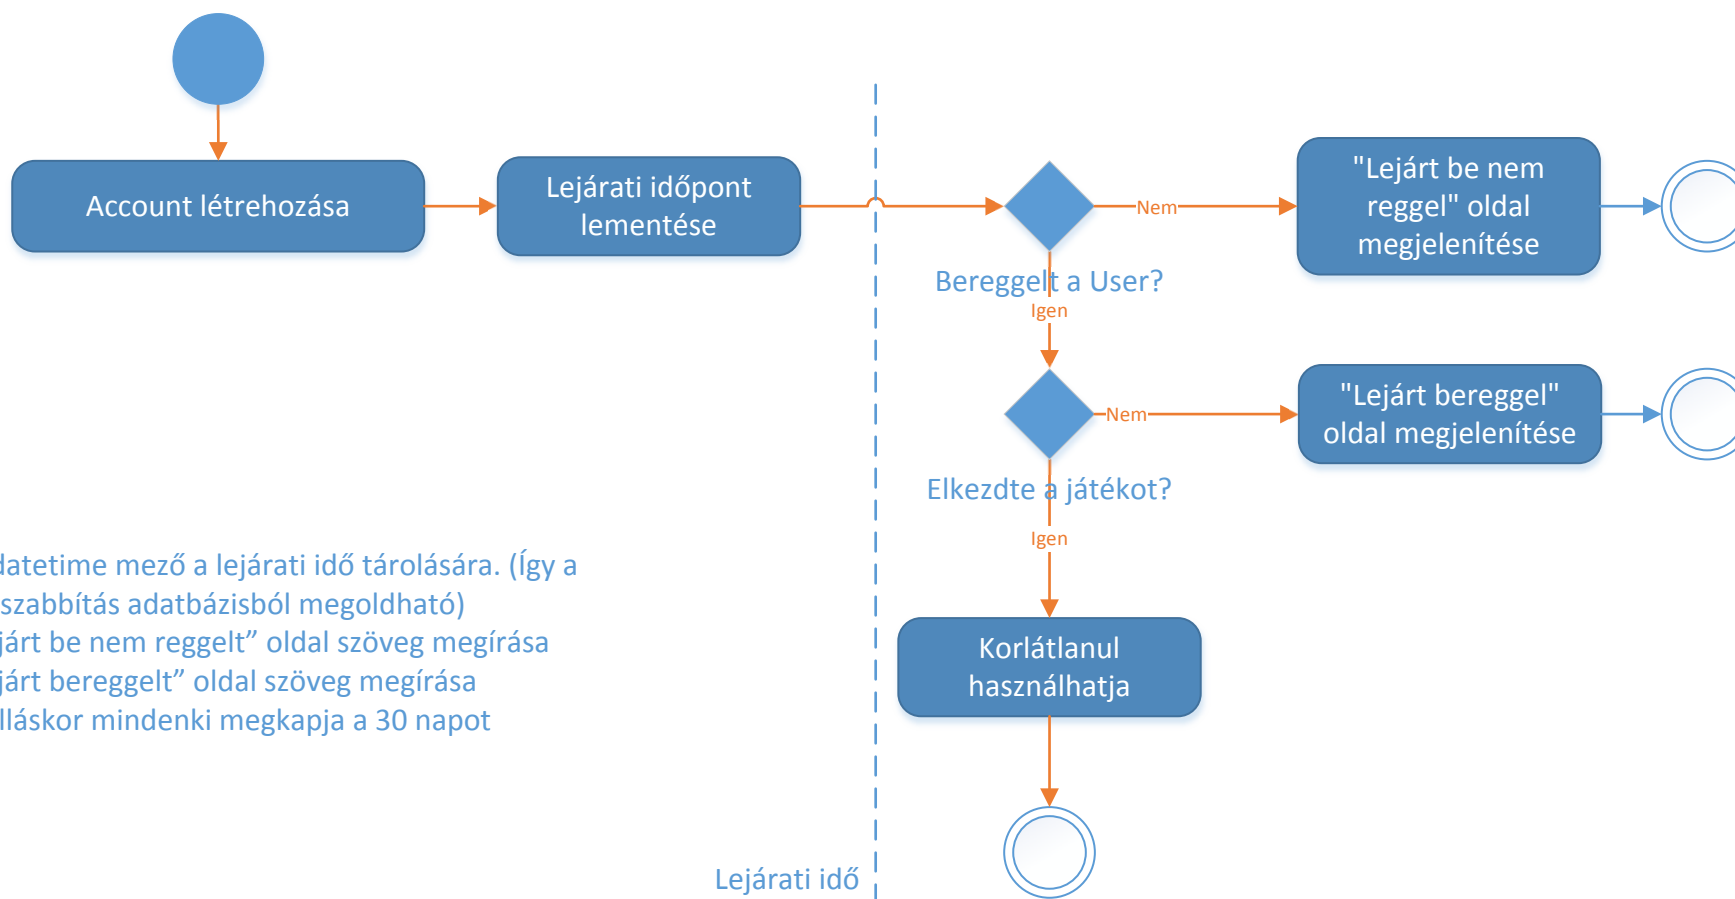 Account létrehozása
Lejárati időpont
lementése
Nem
"Lejárt be nem
reggel" oldal
megjelenítése
Bereggelt a User?
Igen
Nem
"Lejárt bereggel"
oldal megjelenítése
Elkezdte a játékot?
Igen
datetime mező a lejárati idő tárolására. (Így a
szabbítás adatbázisból megoldható)
járt be nem reggelt” oldal szöveg megírása
járt bereggelt” oldal szöveg megírása
lláskor mindenki megkapja a 30 napot
Korlátlanul
használhatja
Lejárati idő